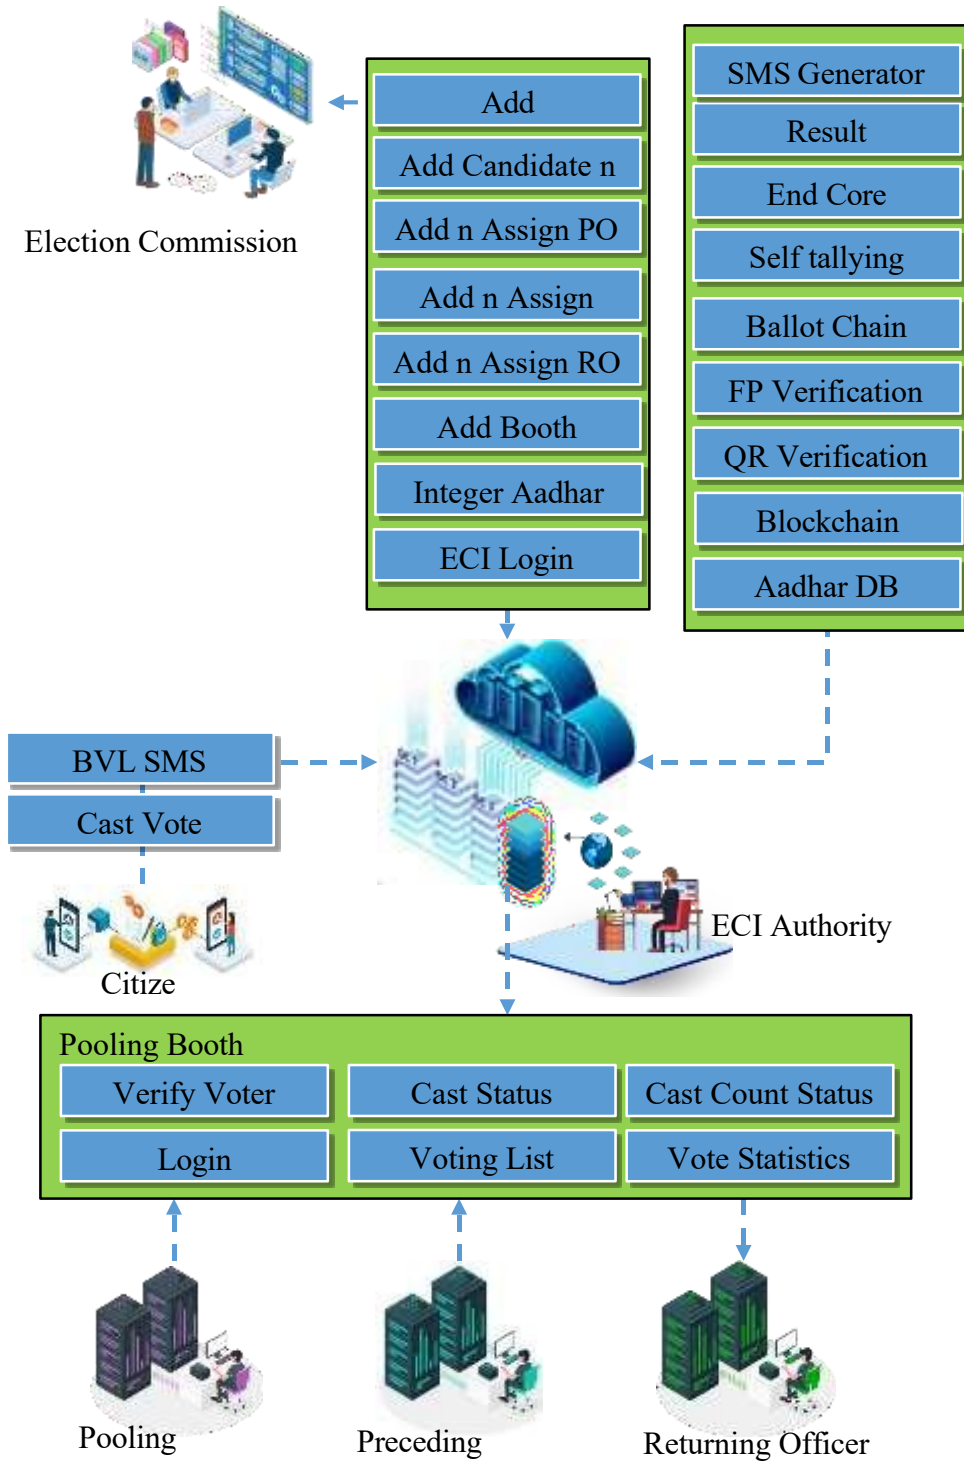 Election Commission
Add
Add Candidate n
Add n Assign PO
Add n Assign
Add n Assign RO
Add Booth
Integer Aadhar
ECI Login
SMS Generator
Result
End Core
Self tallying
Ballot Chain
FP Verification
QR Verification
Blockchain
Aadhar DB
BVL SMS
Cast Vote
Citize
ECI Authority
Pooling Booth
Verify Voter
Cast Status
Cast Count Status
Login
Voting List
Vote Statistics
Pooling
Preceding
Returning Officer